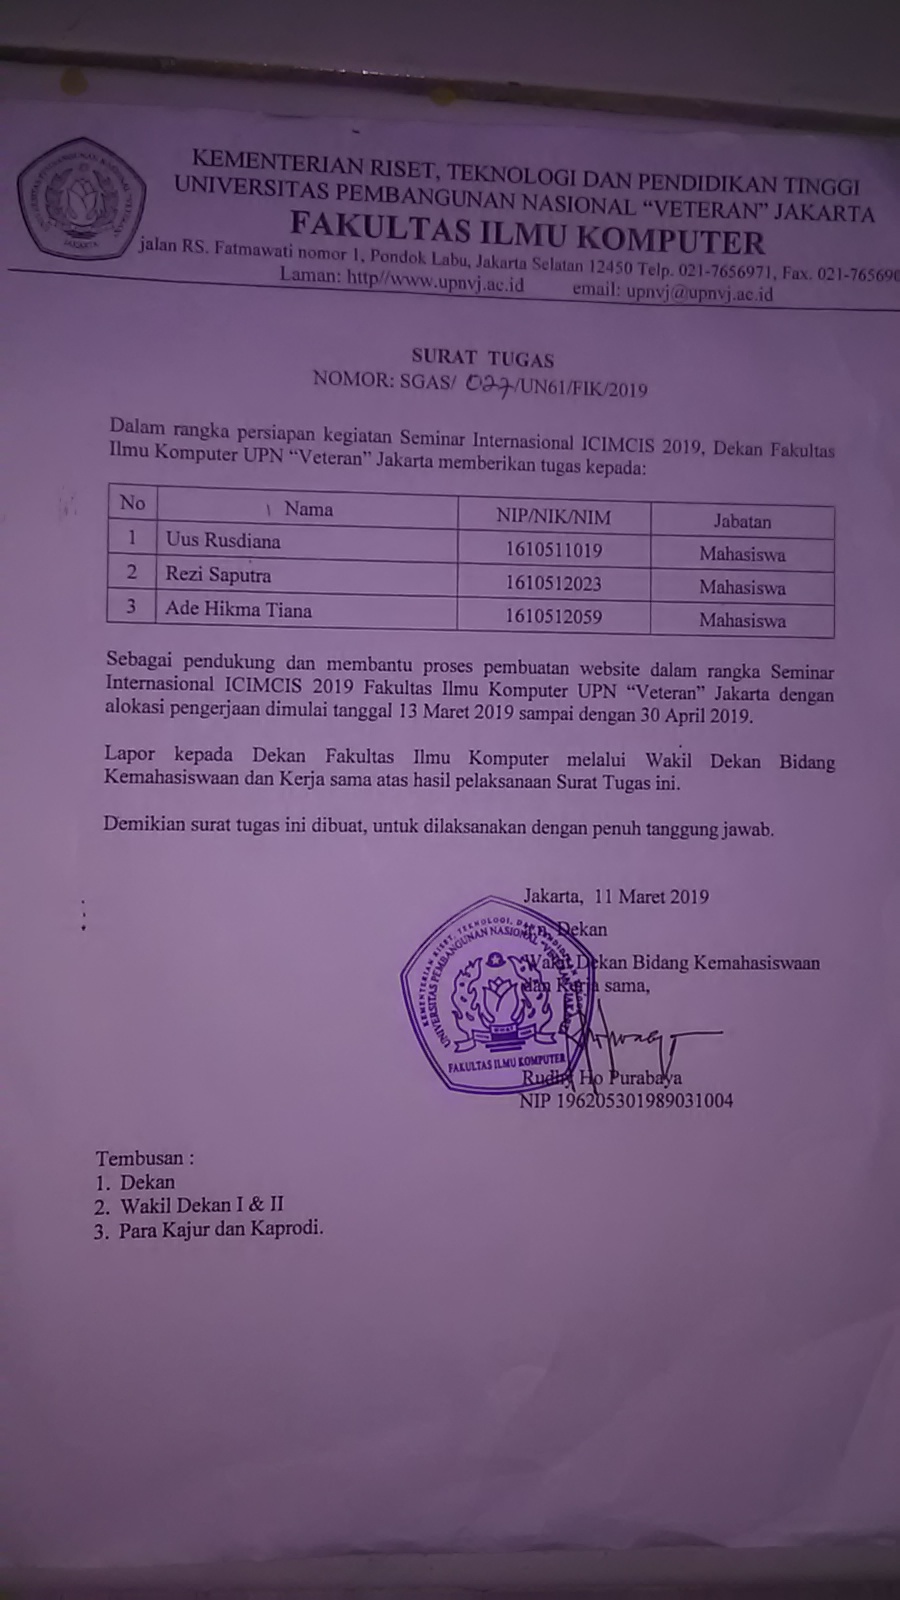 KEMENTERIAN RISET, TEKNOLOGI DAN PENDIDIKAN TINGGI
UNIVERSITAS PEMBANGUNAN NASIONAL “VETERAN” JAKARTA
FAKULTAS ILMU KOMPUTER
jalan RS. Fatmawati nomor 1, Pondok Labu, Jakarta Selatan 12450 Telp. 021-7656971, Fax. 021-765690
Laman: http//www.upnvj.ac.id email: upnvj@upnvj.ac.id
SURAT TUGAS
NOMOR: SGAS/ 027/UN61/FIK/2019
Dalam rangka persiapan kegiatan Seminar Internasional ICIMCIS 2019, Dekan Fakultas
Ilmu Komputer UPN “Veteran” Jakarta memberikan tugas kepada:
No Nama NIP/NIK/NIM Jabatan
1 Uus Rusdiana 1610511019 Mahasiswa
2 Rezi Saputra 1610512023 Mahasiswa
3 Ade Hikma Tiana 1610512059 Mahasiswa
Sebagai pendukung dan membantu proses pembuatan website dalam rangka Seminar
Internasional ICIMCIS 2019 Fakultas Ilmu Komputer UPN “Veteran” Jakarta dengan
alokasi pengerjaan dimulai tanggal 13 Maret 2019 sampai dengan 30 April 2019.
Lapor kepada Dekan Fakultas Ilmu Komputer melalui Wakil Dekan Bidang
Kemahasiswaan dan Kerja sama atas hasil pelaksanaan Surat Tugas ini.
Demikian surat tugas ini dibuat, untuk dilaksanakan dengan penuh tanggung jawab.
Jakarta, 11 Maret 2019
Dekan
Wakil Dekan Bidang Kemahasiswaan
dan Kerja sama,
KEMENTERIAN RISET, TEKNOLOGI, DAN PENDIDIKAN
UNIVERSITAS PEMBANGUNAN NASIONAL “VETERAN” JAKARTA
FAKULTAS ILMU KOMPUTER
Rudhy Ho Purabaya
NIP 196205301989031004
Tembusan :
1. Dekan
2. Wakil Dekan I & II
3. Para Kajur dan Kaprodi.